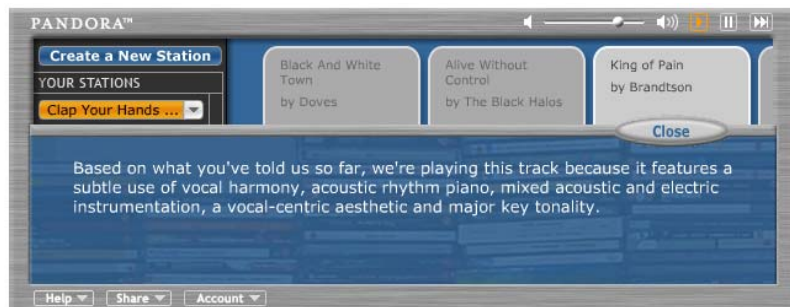 PANDORA™
Create a New Station
YOUR STATIONS
Clap Your Hands ...
Black And White
Town
by Doves
Alive Without
Control
by The Black Halos
King of Pain
by Brandtson
Close
Based on what you've told us so far, we're playing this track because it features a
subtle use of vocal harmony, acoustic rhythm piano, mixed acoustic and electric
instrumentation, a vocal-centric aesthetic and major key tonality.
Help
Share
Account